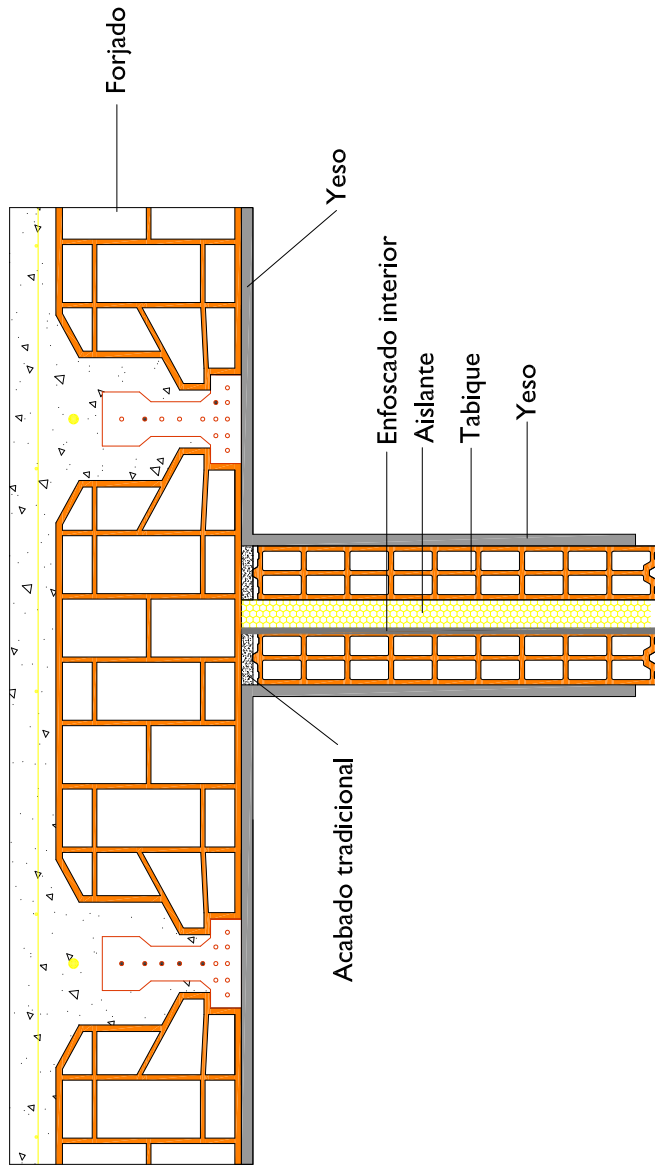 Forjado
Yeso
Enfoscado interior
Aislante
Tabique
Yeso
Acabado tradicional